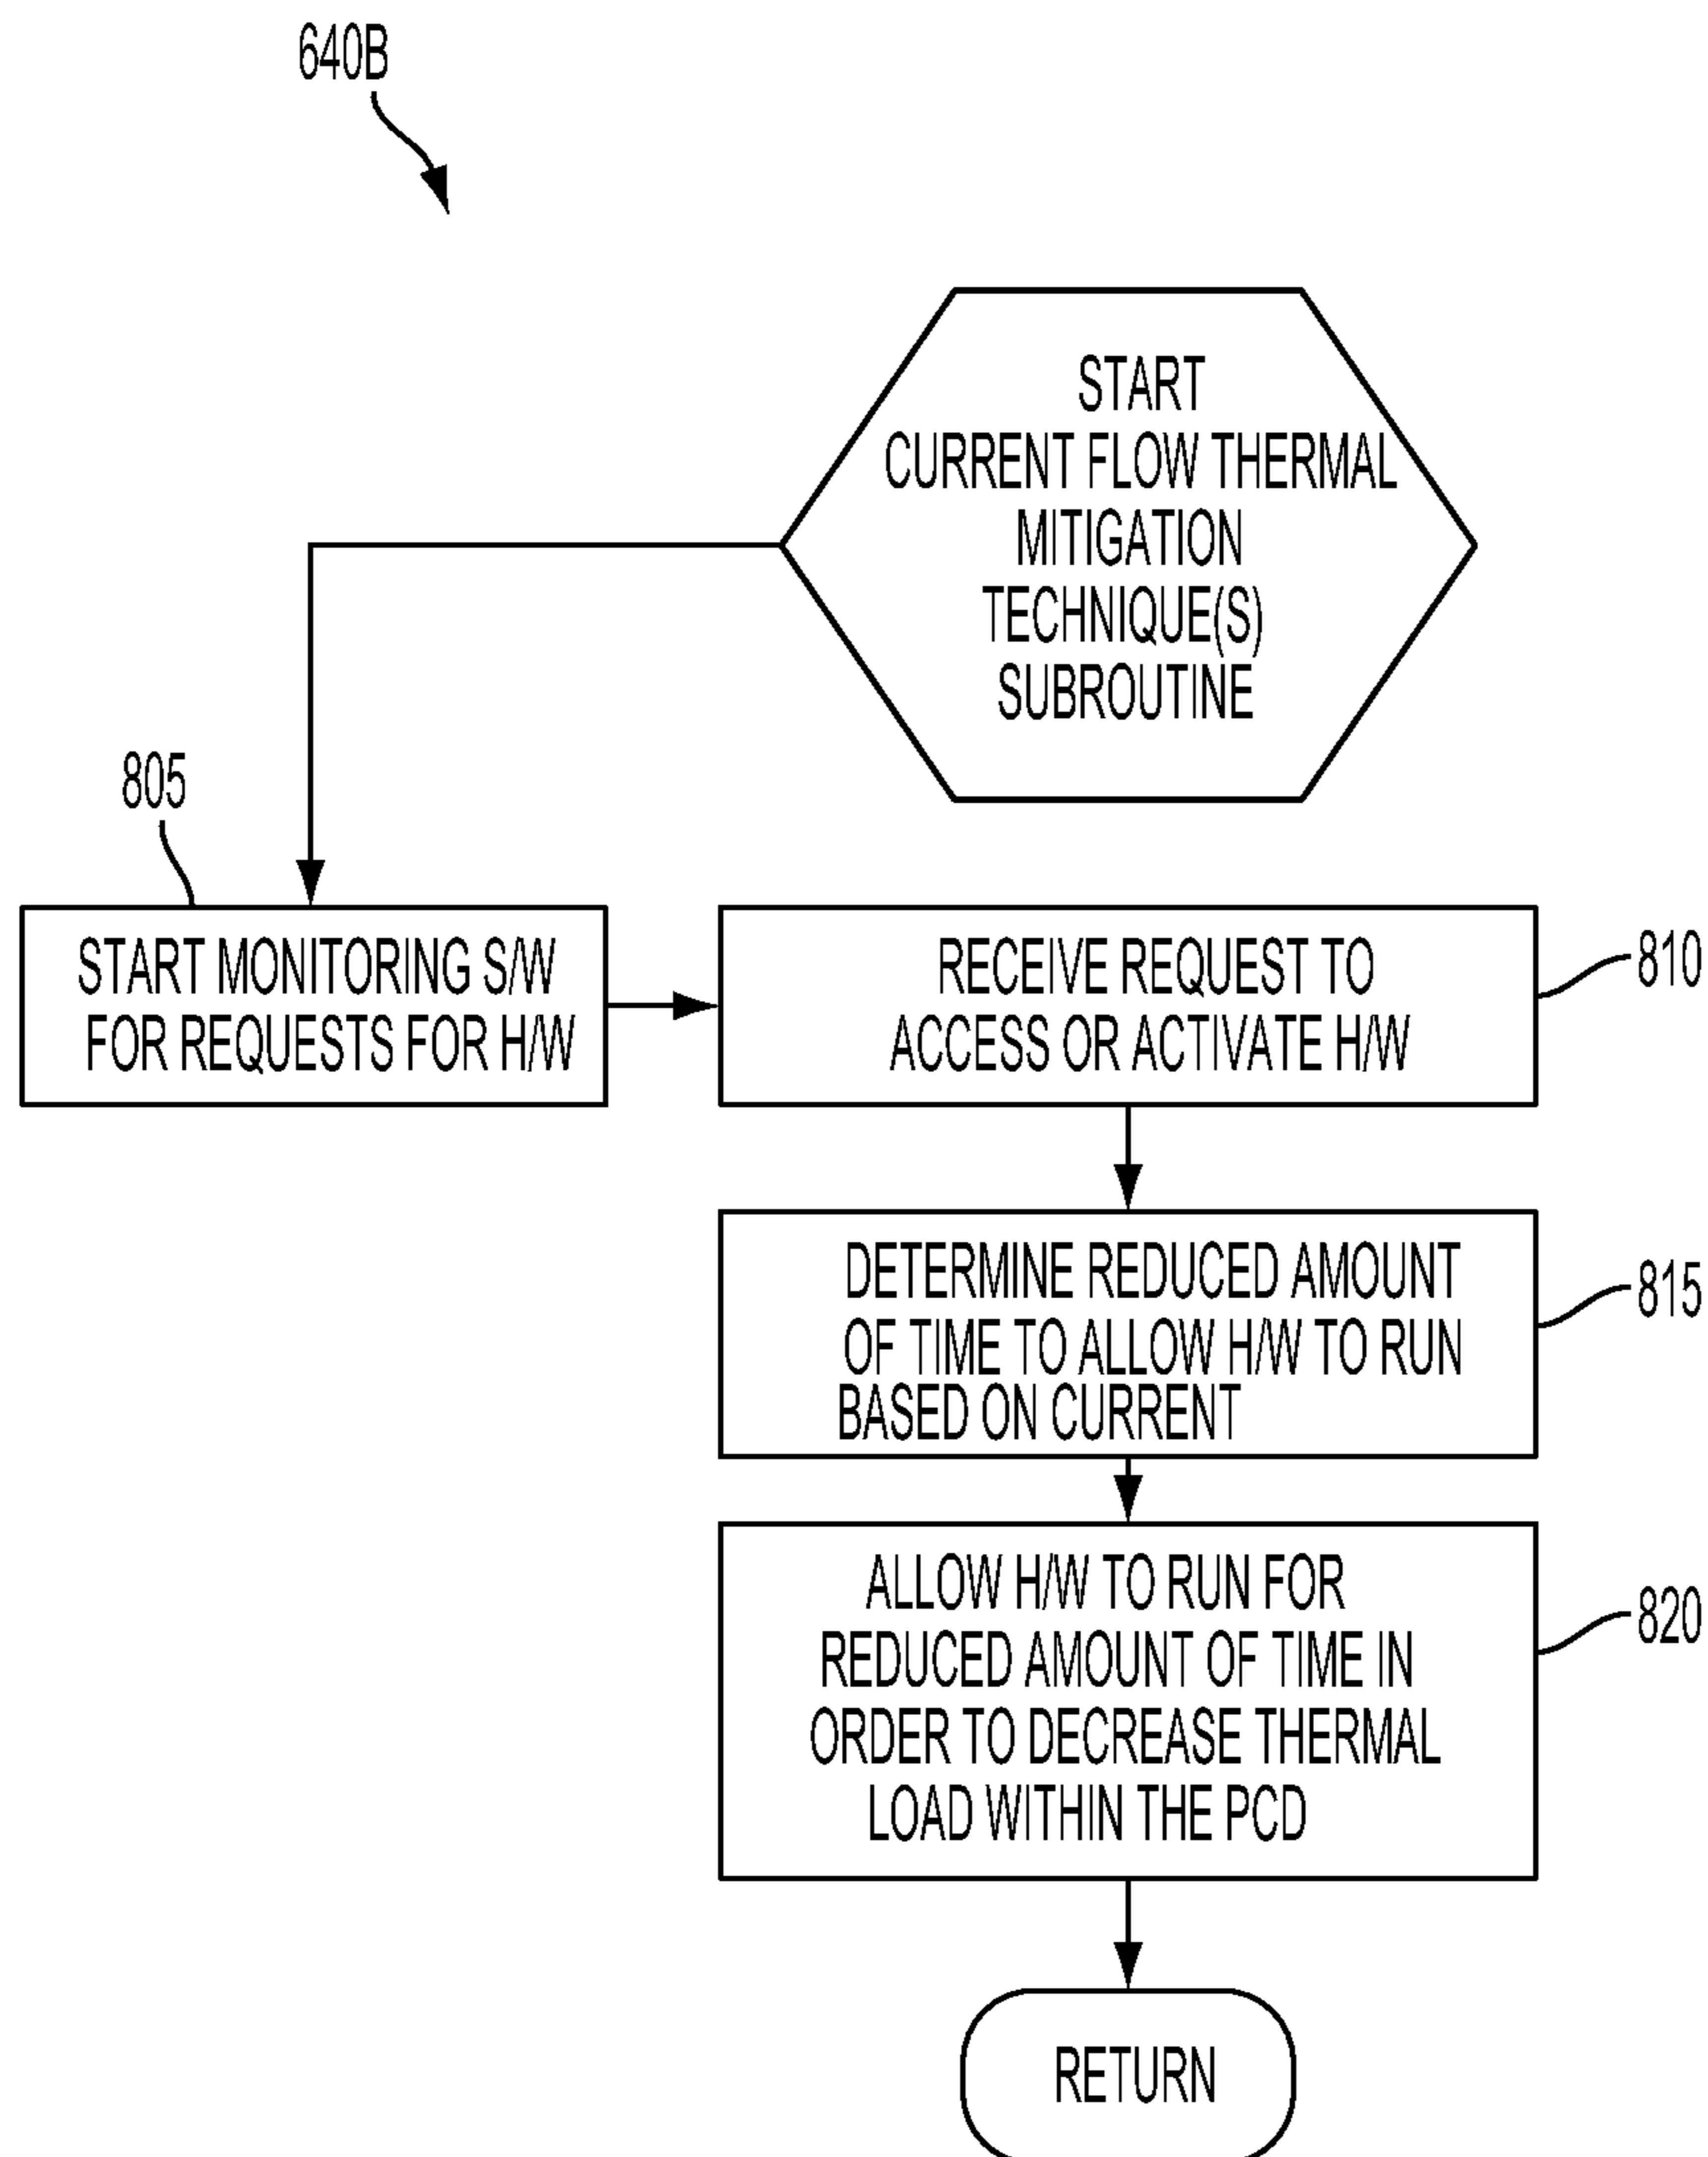 640B
START
CURRENT FLOW THERMAL
MITIGATION
TECHNIQUE(S)
SUBROUTINE
805
START MONITORING S/W
FOR REQUESTS FOR H/W
RECEIVE REQUEST TO
ACCESS OR ACTIVATE H/W
810
DETERMINE REDUCED AMOUNT
OF TIME TO ALLOW H/W TO RUN
BASED ON CURRENT
815
ALLOW H/W TO RUN FOR
REDUCED AMOUNT OF TIME IN
ORDER TO DECREASE THERMAL
LOAD WITHIN THE PCD
820
RETURN